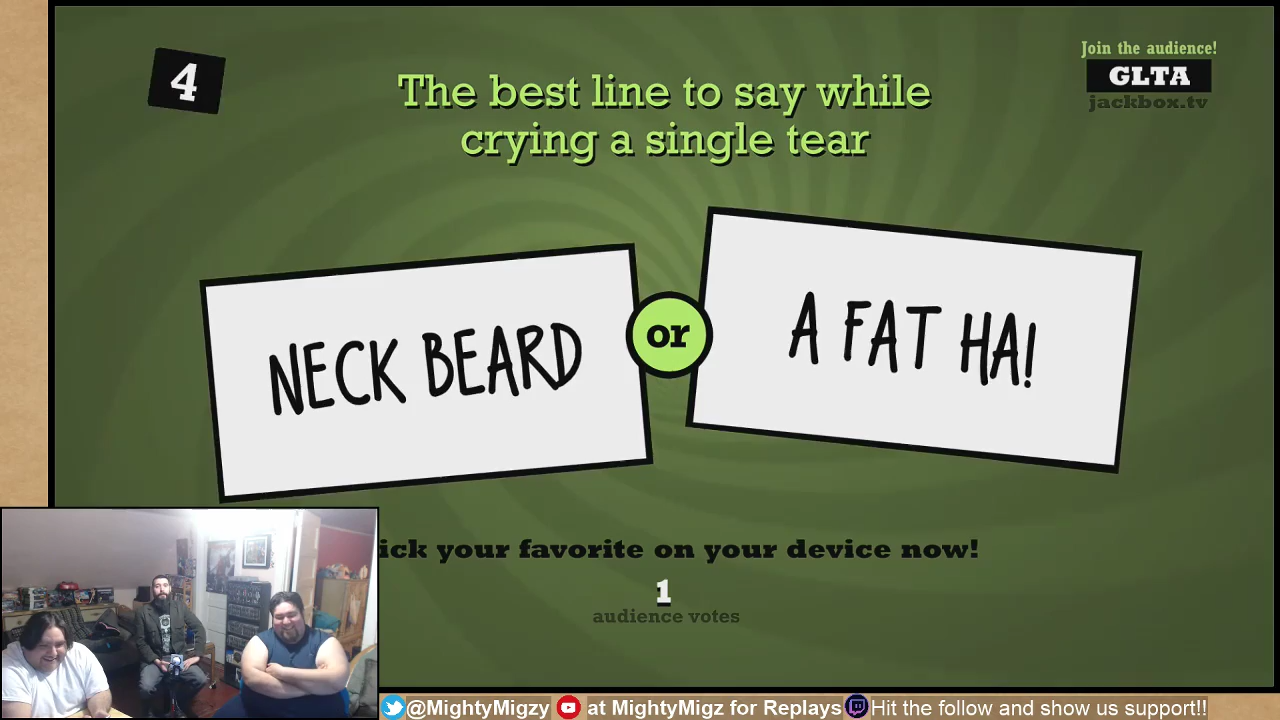 4
The best line to say while
crying a single tear
Join the audience!
GLTA
jackbox.tv
NECK BEARD
or
A FAT HA!
ick your favorite on your device now!
1
audience votes
@MightyMigzy
at MightyMigz for Replays
Hit the follow and show us support!!